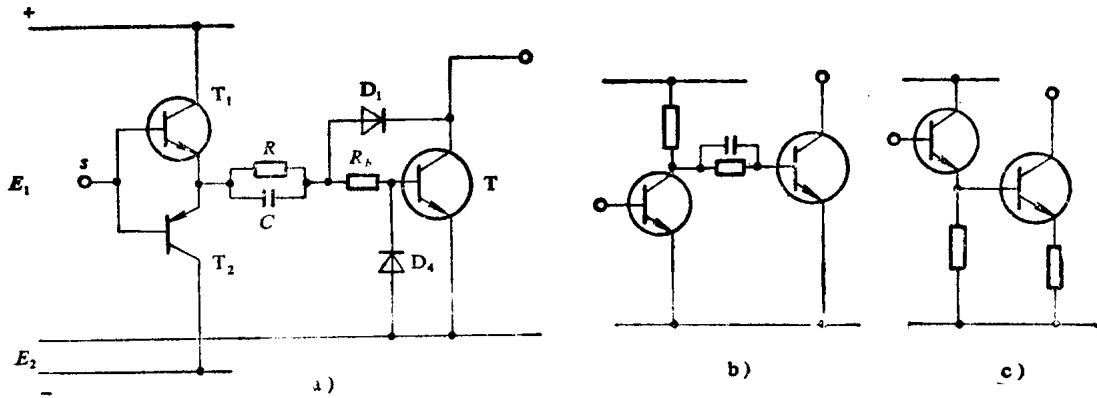 +
T₁
D₁
R
R_b
T
s
E₁
C
T₂
D₄
E₂
−
a)
b)
c)